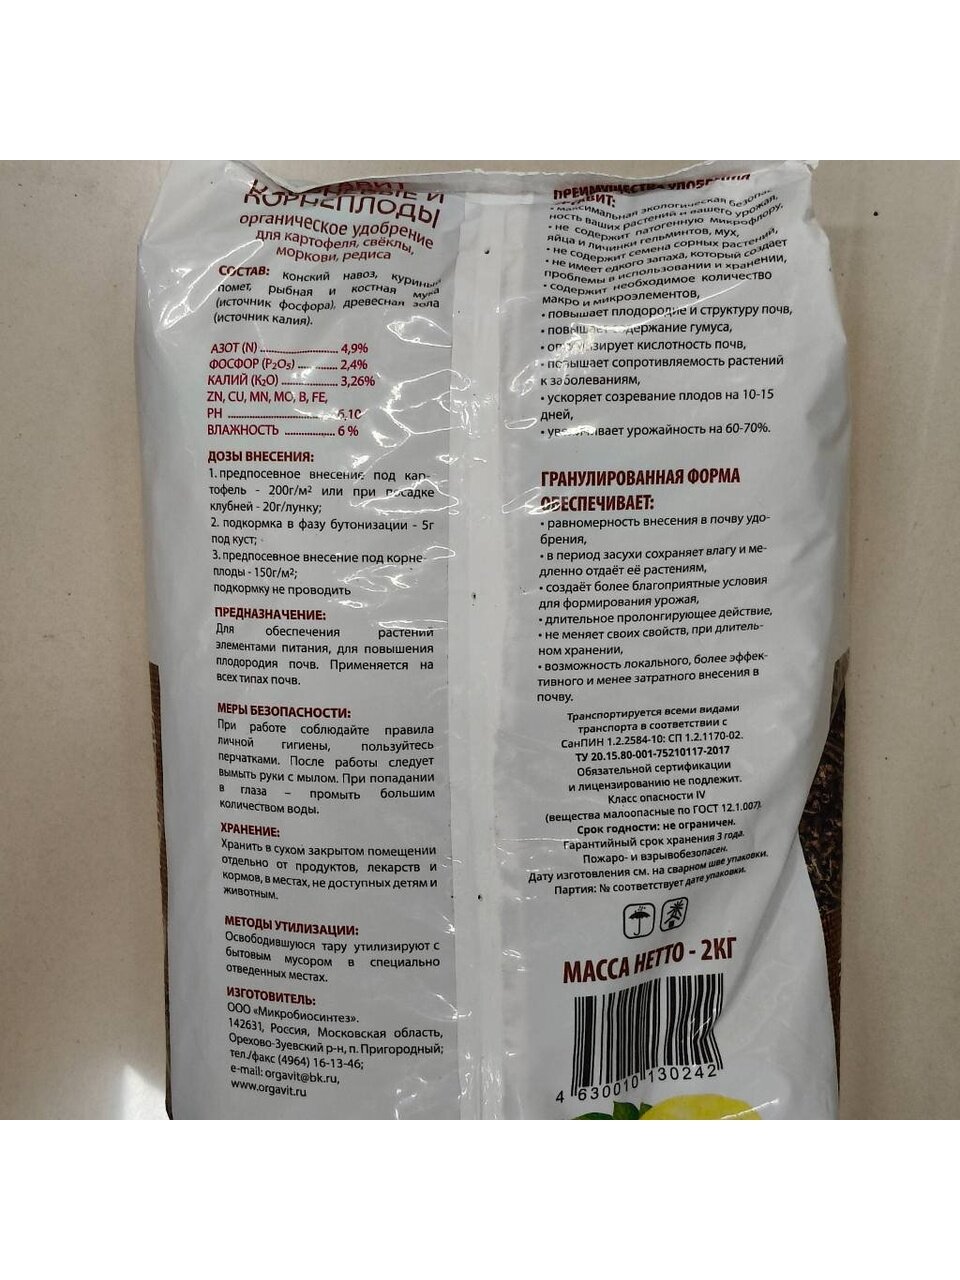 КОРНЕПЛОДЫ
органическое удобрение
для картофеля, свёклы,
моркови, редиса
СОСТАВ: конский навоз, куриный
помет, рыбная и костная мука
(источник фосфора), древесная зола
(источник калия).
АЗОТ (N) ........................ 4,9%
ФОСФОР (P₂O₅) ............. 2,4%
КАЛИЙ (K₂O) ................. 3,26%
ZN, CU, MN, MO, B, FE,
PH ................................ 6,10
ВЛАЖНОСТЬ ............... 6 %
ДОЗЫ ВНЕСЕНИЯ:
1. предпосевное внесение под кар-
тофель - 200г/м² или при посадке
клубней - 20г/лунку;
2. подкормка в фазу бутонизации - 5г
под куст;
3. предпосевное внесение под корне-
плоды - 150г/м²;
подкормку не проводить
ПРЕДНАЗНАЧЕНИЕ:
Для обеспечения растений
элементами питания, для повышения
плодородия почв. Применяется на
всех типах почв.
МЕРЫ БЕЗОПАСНОСТИ:
При работе соблюдайте правила
личной гигиены, пользуйтесь
перчатками. После работы следует
вымыть руки с мылом. При попадании
в глаза – промыть большим
количеством воды.
ХРАНЕНИЕ:
Хранить в сухом закрытом помещении
отдельно от продуктов, лекарств и
кормов, в местах, не доступных детям и
животным.
МЕТОДЫ УТИЛИЗАЦИИ:
Освободившуюся тару утилизируют с
бытовым мусором в специально
отведенных местах.
ИЗГОТОВИТЕЛЬ:
ООО «Микробиосинтез».
142631, Россия, Московская область,
Орехово-Зуевский р-н, п. Пригородный;
тел./факс (4964) 16-13-46;
e-mail: orgavit@bk.ru,
www.orgavit.ru
ПРЕИМУЩЕСТВА УДОБРЕНИЯ
• максимальная экологическая безопас-
ность ваших растений и вашего урожая,
• не содержит патогенную микрофлору,
яйца и личинки гельминтов, мух,
• не содержит семена сорных растений,
• не имеет едкого запаха, который создает
проблемы в использовании и хранении,
• содержит необходимое количество
макро и микроэлементов,
• повышает плодородие и структуру почв,
• повышает содержание гумуса,
• оптимизирует кислотность почв,
• повышает сопротивляемость растений
к заболеваниям,
• ускоряет созревание плодов на 10-15
дней,
• увеличивает урожайность на 60-70%.
ГРАНУЛИРОВАННАЯ ФОРМА
ОБЕСПЕЧИВАЕТ:
• равномерность внесения в почву удо-
брения,
• в период засухи сохраняет влагу и ме-
дленно отдаёт её растениям,
• создаёт более благоприятные условия
для формирования урожая,
• длительное пролонгирующее действие,
• не меняет своих свойств, при длитель-
ном хранении,
• возможность локального, более эффек-
тивного и менее затратного внесения в
почву.
Транспортируется всеми видами
транспорта в соответствии с
СанПИН 1.2.2584-10: СП 1.2.1170-02.
ТУ 20.15.80-001-75210117-2017
Обязательной сертификации
и лицензированию не подлежит.
Класс опасности IV
(вещества малоопасные по ГОСТ 12.1.007).
Срок годности: не ограничен.
Гарантийный срок хранения 3 года.
Пожаро- и взрывобезопасен.
Дату изготовления см. на сварном шве упаковки.
Партия: № соответствует дате упаковки.
МАССА НЕТТО - 2КГ
4 630010 130242